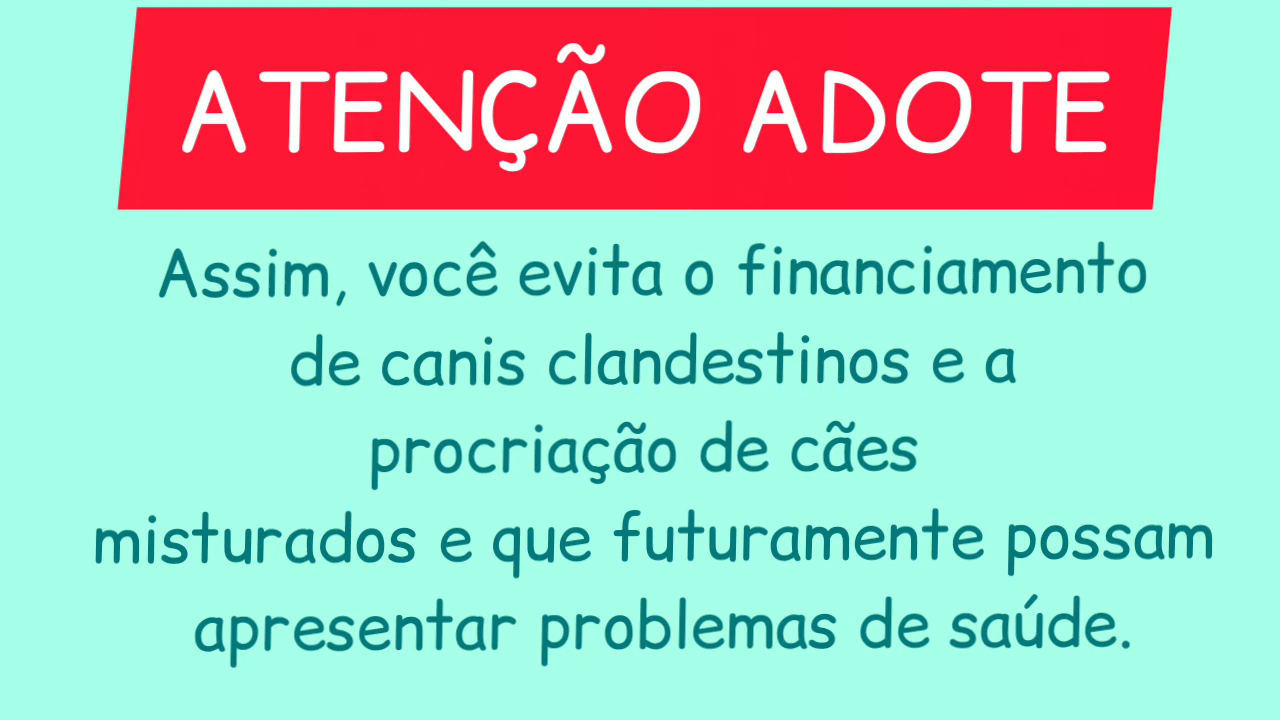 ATENÇÃO ADOTE
Assim, você evita o financiamento
de canis clandestinos e a
procriação de cães
misturados e que futuramente possam
apresentar problemas de saúde.